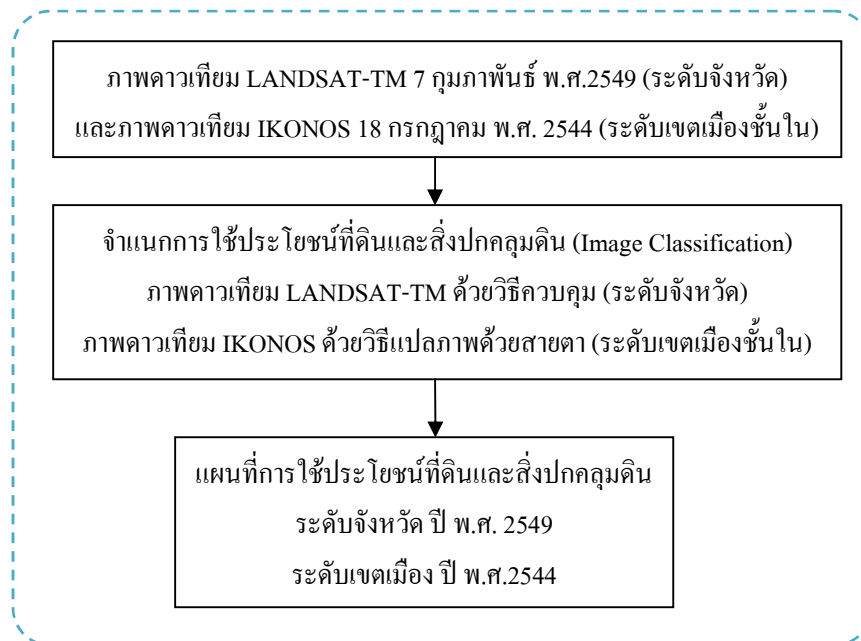 ภาพดาวเทียม LANDSAT-TM 7 กุมภาพันธ์ พ.ศ.2549 (ระดับจังหวัด)
และภาพดาวเทียม IKONOS 18 กรกฎาคม พ.ศ. 2544 (ระดับเขตเมืองชั้นใน)
จำแนกการใช้ประโยชน์ที่ดินและสิ่งปกคลุมดิน (Image Classification)
ภาพดาวเทียม LANDSAT-TM ด้วยวิธีควบคุม (ระดับจังหวัด)
ภาพดาวเทียม IKONOS ด้วยวิธีแปลภาพด้วยสายตา (ระดับเขตเมืองชั้นใน)
แผนที่การใช้ประโยชน์ที่ดินและสิ่งปกคลุมดิน
ระดับจังหวัด ปี พ.ศ. 2549
ระดับเขตเมือง ปี พ.ศ.2544